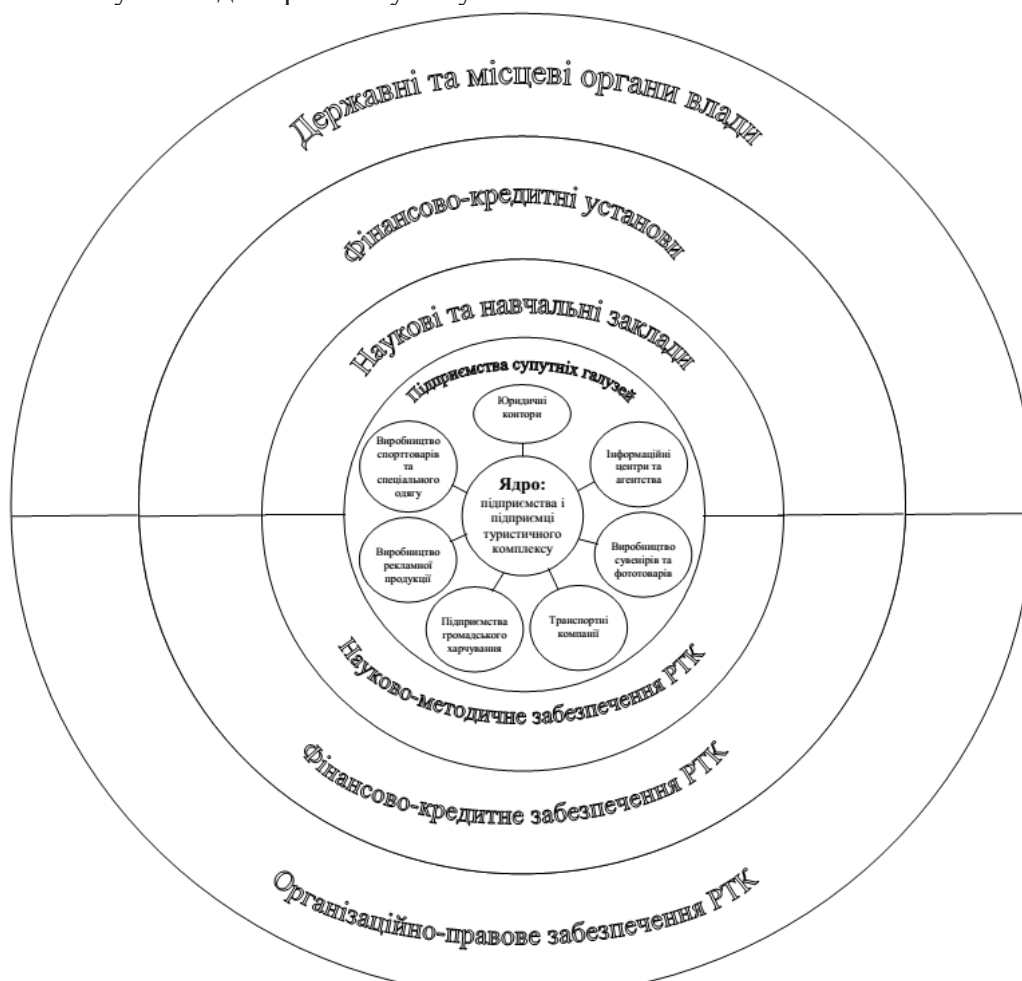 Державні та місцеві органи влади
Фінансово-кредитні установи
Наукові та навчальні заклади
Підприємства супутніх галузей
Юридичні
контори
Виробництво
спорттоварів
та
спеціального
одягу
Інформаційні
центри та
агентства
Ядро:
підприємства і
підприємці
туристичного
комплексу
Виробництво
рекламної
продукції
Виробництво
сувенірів та
фототоварів
Підприємства
громадського
харчування
Транспортні
компанії
Науково-методичне забезпечення РТК
Фінансово-кредитне забезпечення РТК
Організаційно-правове забезпечення РТК